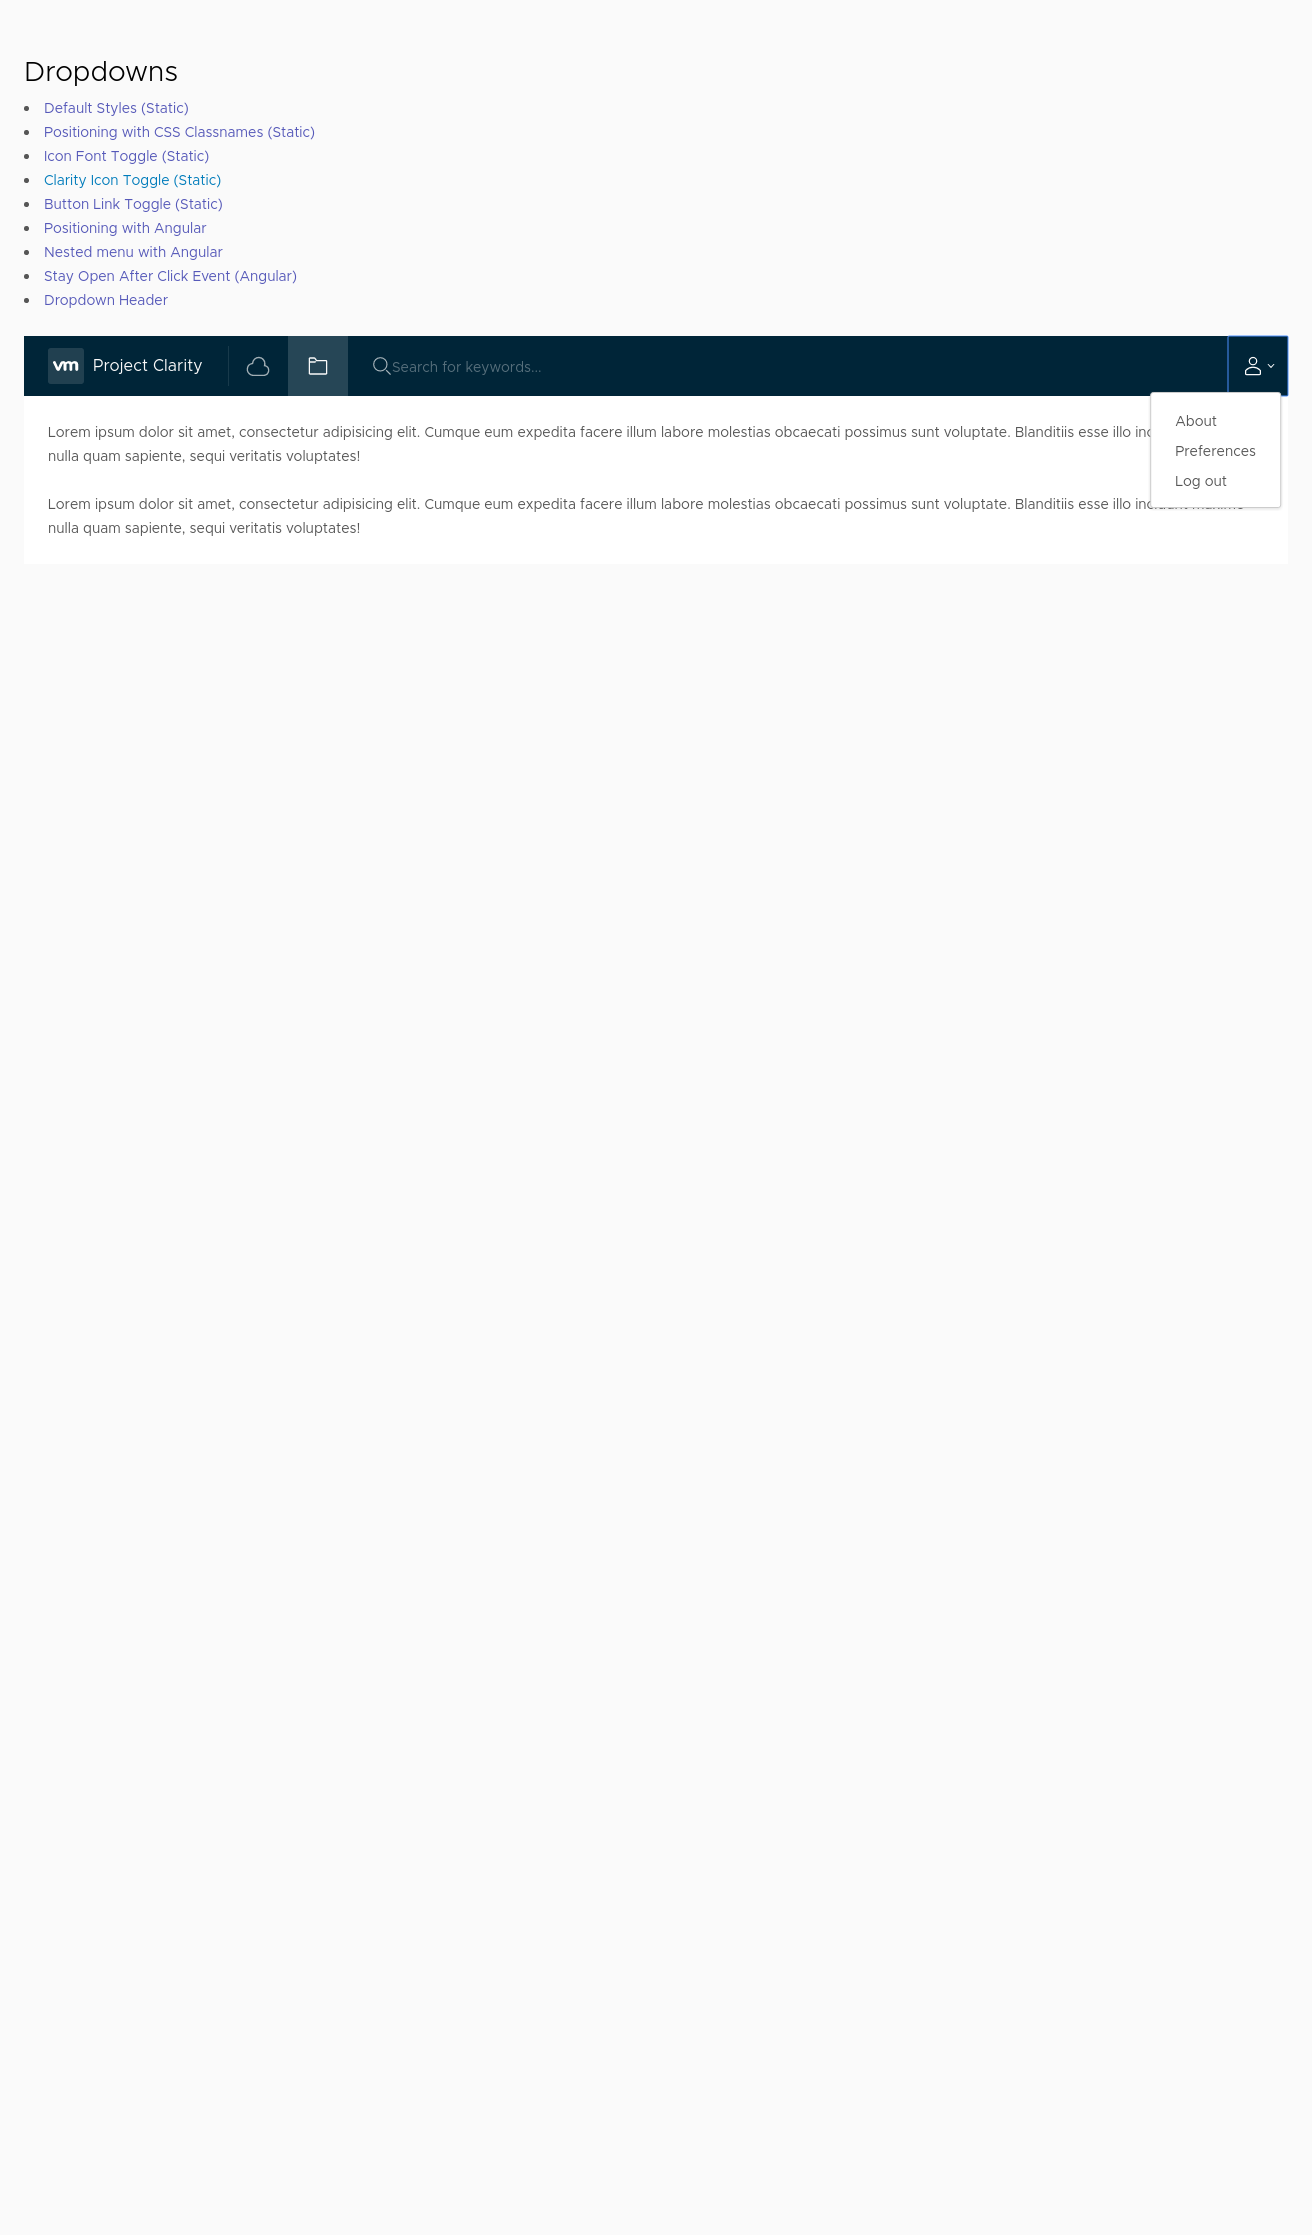 Dropdowns
Default Styles (Static)
Positioning with CSS Classnames (Static)
Icon Font Toggle (Static)
Clarity Icon Toggle (Static)
Button Link Toggle (Static)
Positioning with Angular
Nested menu with Angular
Stay Open After Click Event (Angular)
Dropdown Header
vm Project Clarity Search for keywords...
About
Preferences
Log out
Lorem ipsum dolor sit amet, consectetur adipisicing elit. Cumque eum expedita facere illum labore molestias obcaecati possimus sunt voluptate. Blanditiis esse illo
nulla quam sapiente, sequi veritatis voluptates!
Lorem ipsum dolor sit amet, consectetur adipisicing elit. Cumque eum expedita facere illum labore molestias obcaecati possimus sunt voluptate. Blanditiis esse illo
nulla quam sapiente, sequi veritatis voluptates!